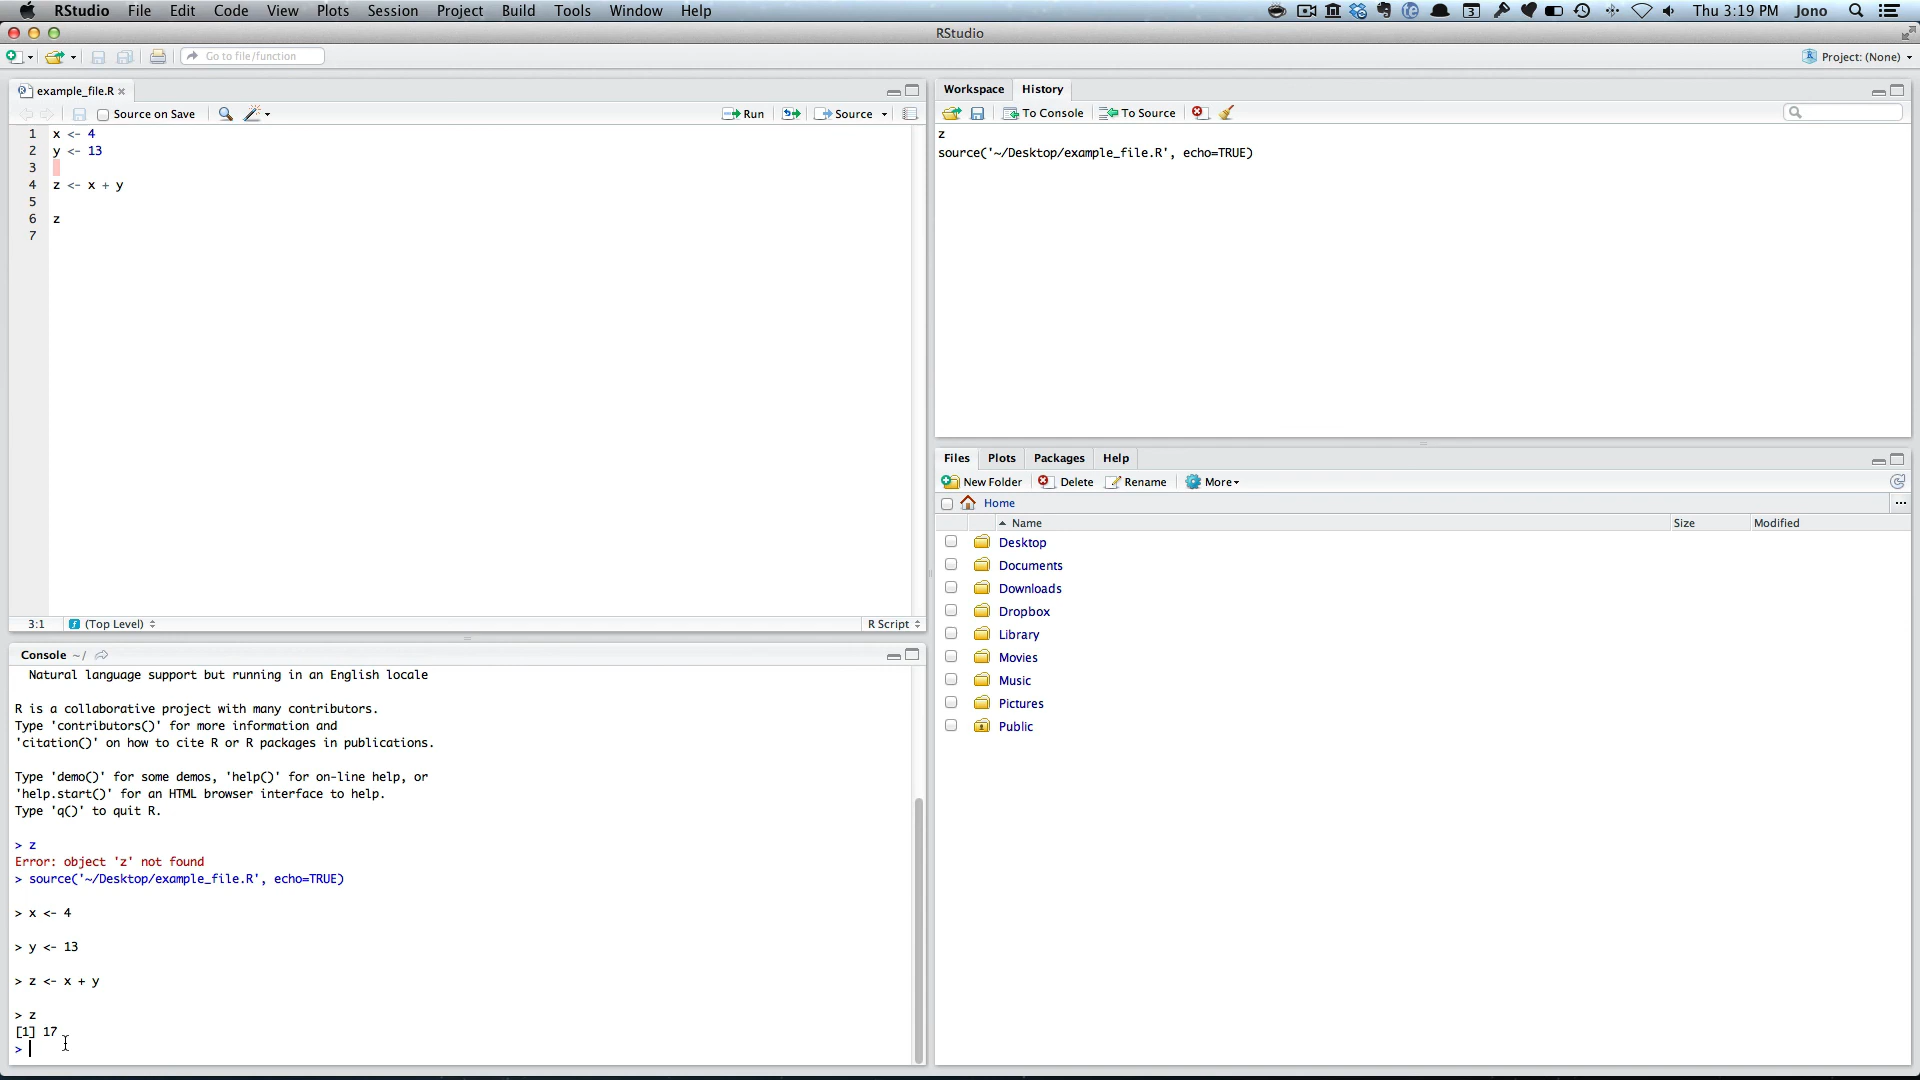 RStudio File Edit Code View Plots Session Project Build Tools Window Help
3 Thu 3:19 PM Jono
RStudio
Go to file/function
Project: (None)
example_file.R
Source on Save
Run
Source
1 x <- 4
2 y <- 13
3
4 z <- x + y
5
6 z
7
3:1 (Top Level)
R Script
Console ~/
Natural language support but running in an English locale
R is a collaborative project with many contributors.
Type 'contributors()' for more information and
'citation()' on how to cite R or R packages in publications.
Type 'demo()' for some demos, 'help()' for on-line help, or
'help.start()' for an HTML browser interface to help.
Type 'q()' to quit R.
> z
Error: object 'z' not found
> source('~/Desktop/example_file.R', echo=TRUE)
> x <- 4
> y <- 13
> z <- x + y
> z
[1] 17
>
Workspace History
To Console To Source
z
source('~/Desktop/example_file.R', echo=TRUE)
Files Plots Packages Help
New Folder Delete Rename More
Home ...
Name Size Modified
Desktop
Documents
Downloads
Dropbox
Library
Movies
Music
Pictures
Public